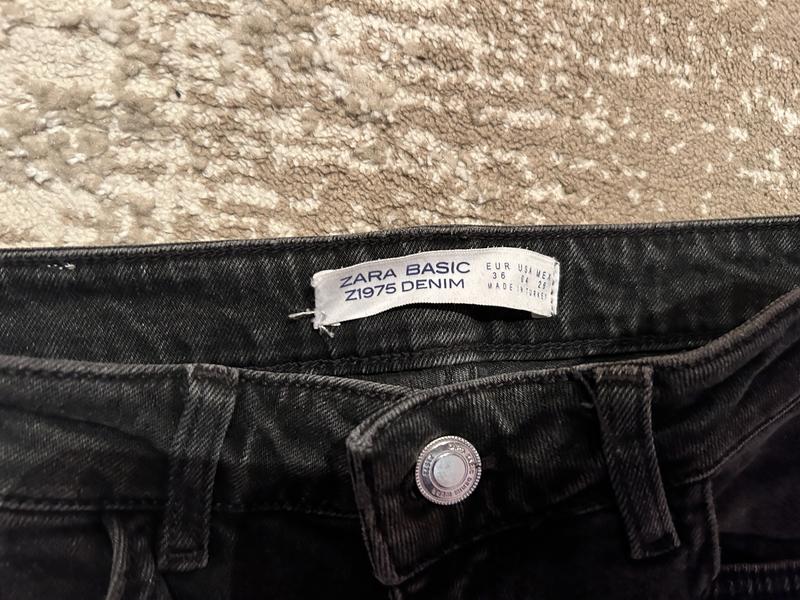 ZARA BASIC
Z1975 DENIM
EUR USA MEX
36 04 26
MADE IN TURKEY